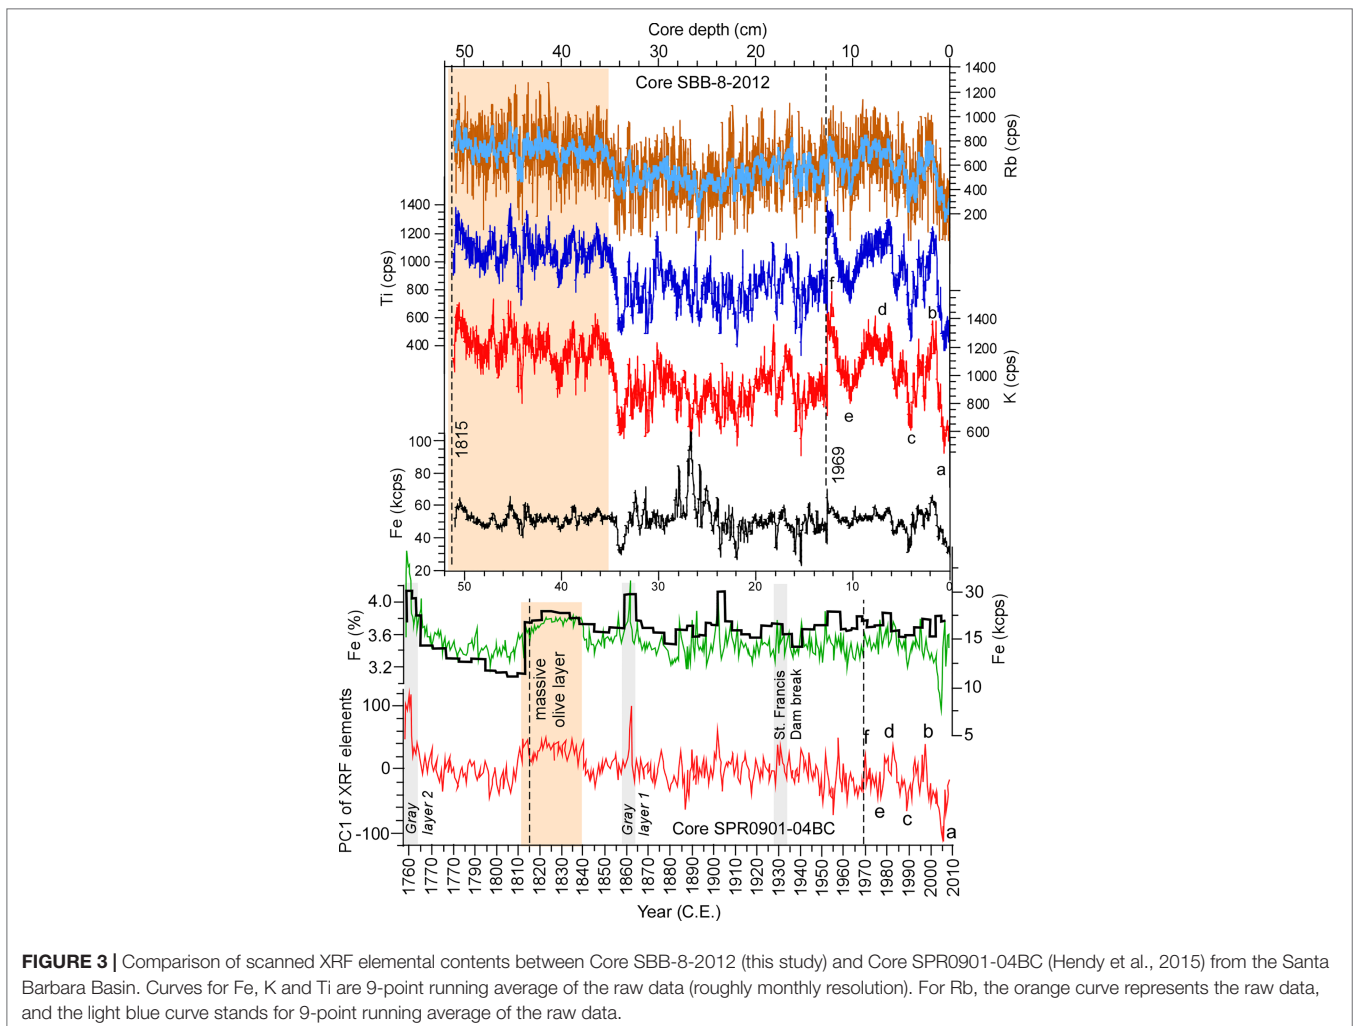 Core depth (cm)
50 40 30 20 10 0
Core SBB-8-2012
1400
1200
1000
800
600
400
200
Rb (cps)
1400
1200
1000
800
600
400
Ti (cps)
f
d
b
1400
1200
1000
800
600
K (cps)
e
c
a
1815
1969
100
80
60
40
20
Fe (kcps)
50 40 30 20 10 0
4.0
3.6
3.2
Fe (%)
30
15
10
5
Fe (kcps)
massive
olive layer
St. Francis
Dam break
100
0
-100
PC1 of XRF elements
f d b
e c a
Gray
layer 2
Gray
layer 1
Core SPR0901-04BC
1760 1770 1780 1790 1800 1810 1820 1830 1840 1850 1860 1870 1880 1890 1900 1910 1920 1930 1940 1950 1960 1970 1980 1990 2000 2010
Year (C.E.)
FIGURE 3 | Comparison of scanned XRF elemental contents between Core SBB-8-2012 (this study) and Core SPR0901-04BC (Hendy et al., 2015) from the Santa
Barbara Basin. Curves for Fe, K and Ti are 9-point running average of the raw data (roughly monthly resolution). For Rb, the orange curve represents the raw data,
and the light blue curve stands for 9-point running average of the raw data.